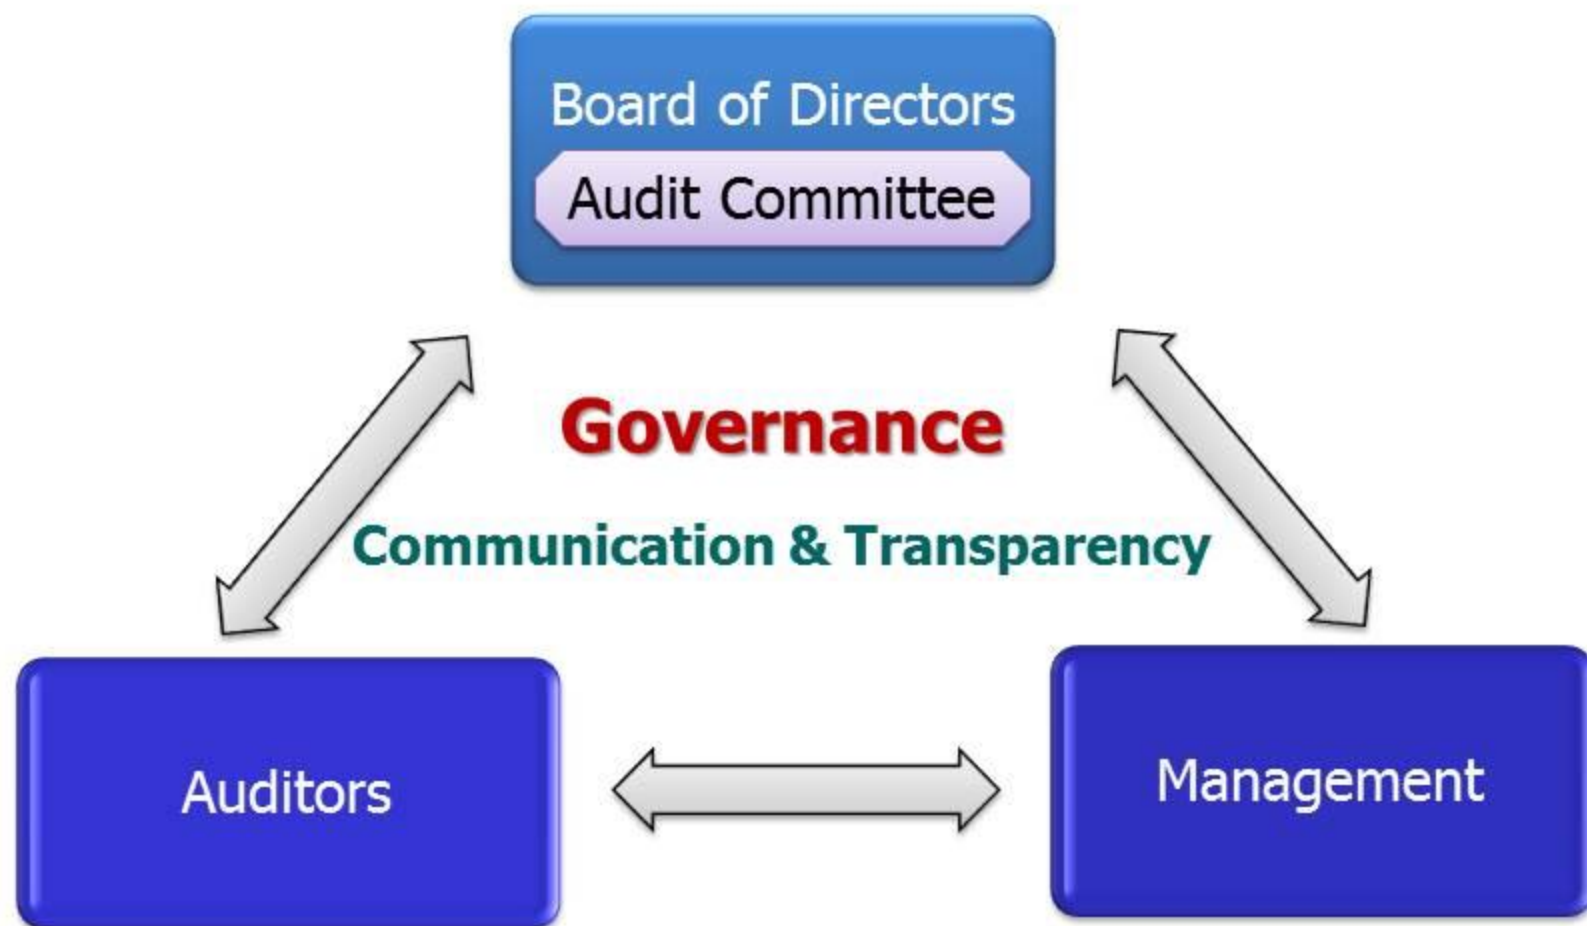 Board of Directors
Audit Committee
Governance
Communication & Transparency
Auditors
Management